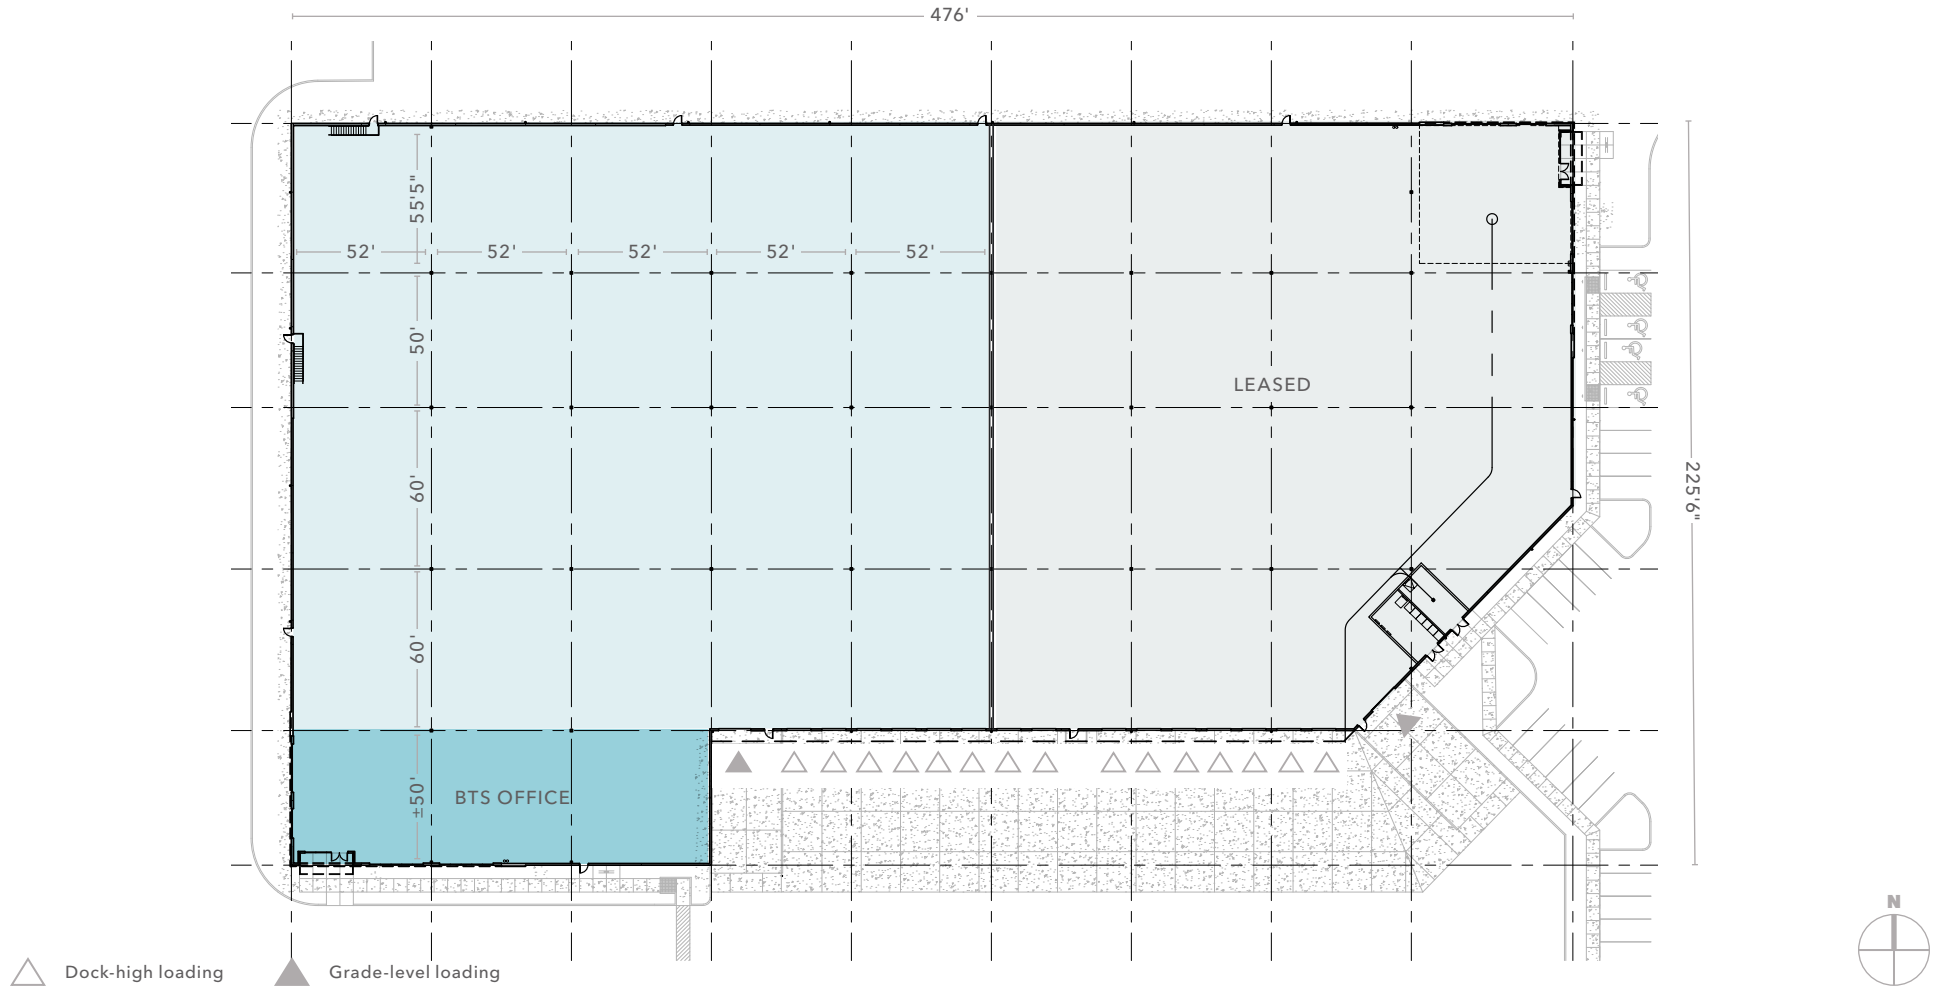 476'
55'5"
52'
52'
52'
52'
52'
50'
LEASED
60'
225'6"
60'
±50'
BTS OFFICE
N
Dock-high loading
Grade-level loading